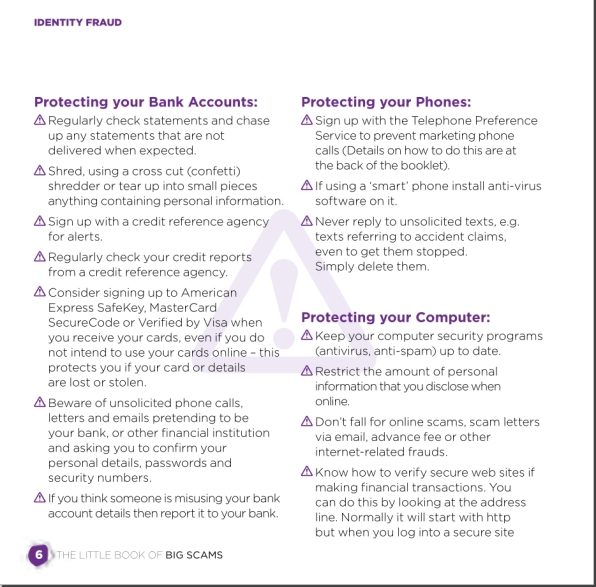 IDENTITY FRAUD
Protecting your Bank Accounts:
Regularly check statements and chase
up any statements that are not
delivered when expected.
Shred, using a cross cut (confetti)
shredder or tear up into small pieces
anything containing personal information.
Sign up with a credit reference agency
for alerts.
Regularly check your credit reports
from a credit reference agency.
Consider signing up to American
Express SafeKey, MasterCard
SecureCode or Verified by Visa when
you receive your cards, even if you do
not intend to use your cards online – this
protects you if your card or details
are lost or stolen.
Beware of unsolicited phone calls,
letters and emails pretending to be
your bank, or other financial institution
and asking you to confirm your
personal details, passwords and
security numbers.
If you think someone is misusing your bank
account details then report it to your bank.
Protecting your Phones:
Sign up with the Telephone Preference
Service to prevent marketing phone
calls (Details on how to do this are at
the back of the booklet).
If using a ‘smart’ phone install anti-virus
software on it.
Never reply to unsolicited texts, e.g.
texts referring to accident claims,
even to get them stopped.
Simply delete them.
Protecting your Computer:
Keep your computer security programs
(antivirus, anti-spam) up to date.
Restrict the amount of personal
information that you disclose when
online.
Don’t fall for online scams, scam letters
via email, advance fee or other
internet-related frauds.
Know how to verify secure web sites if
making financial transactions. You
can do this by looking at the address
line. Normally it will start with http
but when you log into a secure site
6 THE LITTLE BOOK OF BIG SCAMS